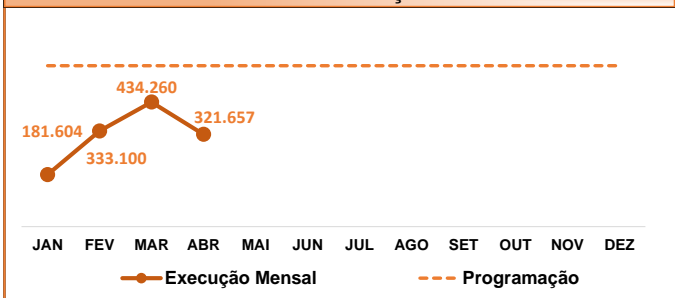 434.260
321.657
181.604
333.100
JAN FEV MAR ABR MAI JUN JUL AGO SET OUT NOV DEZ
Execução Mensal Programação